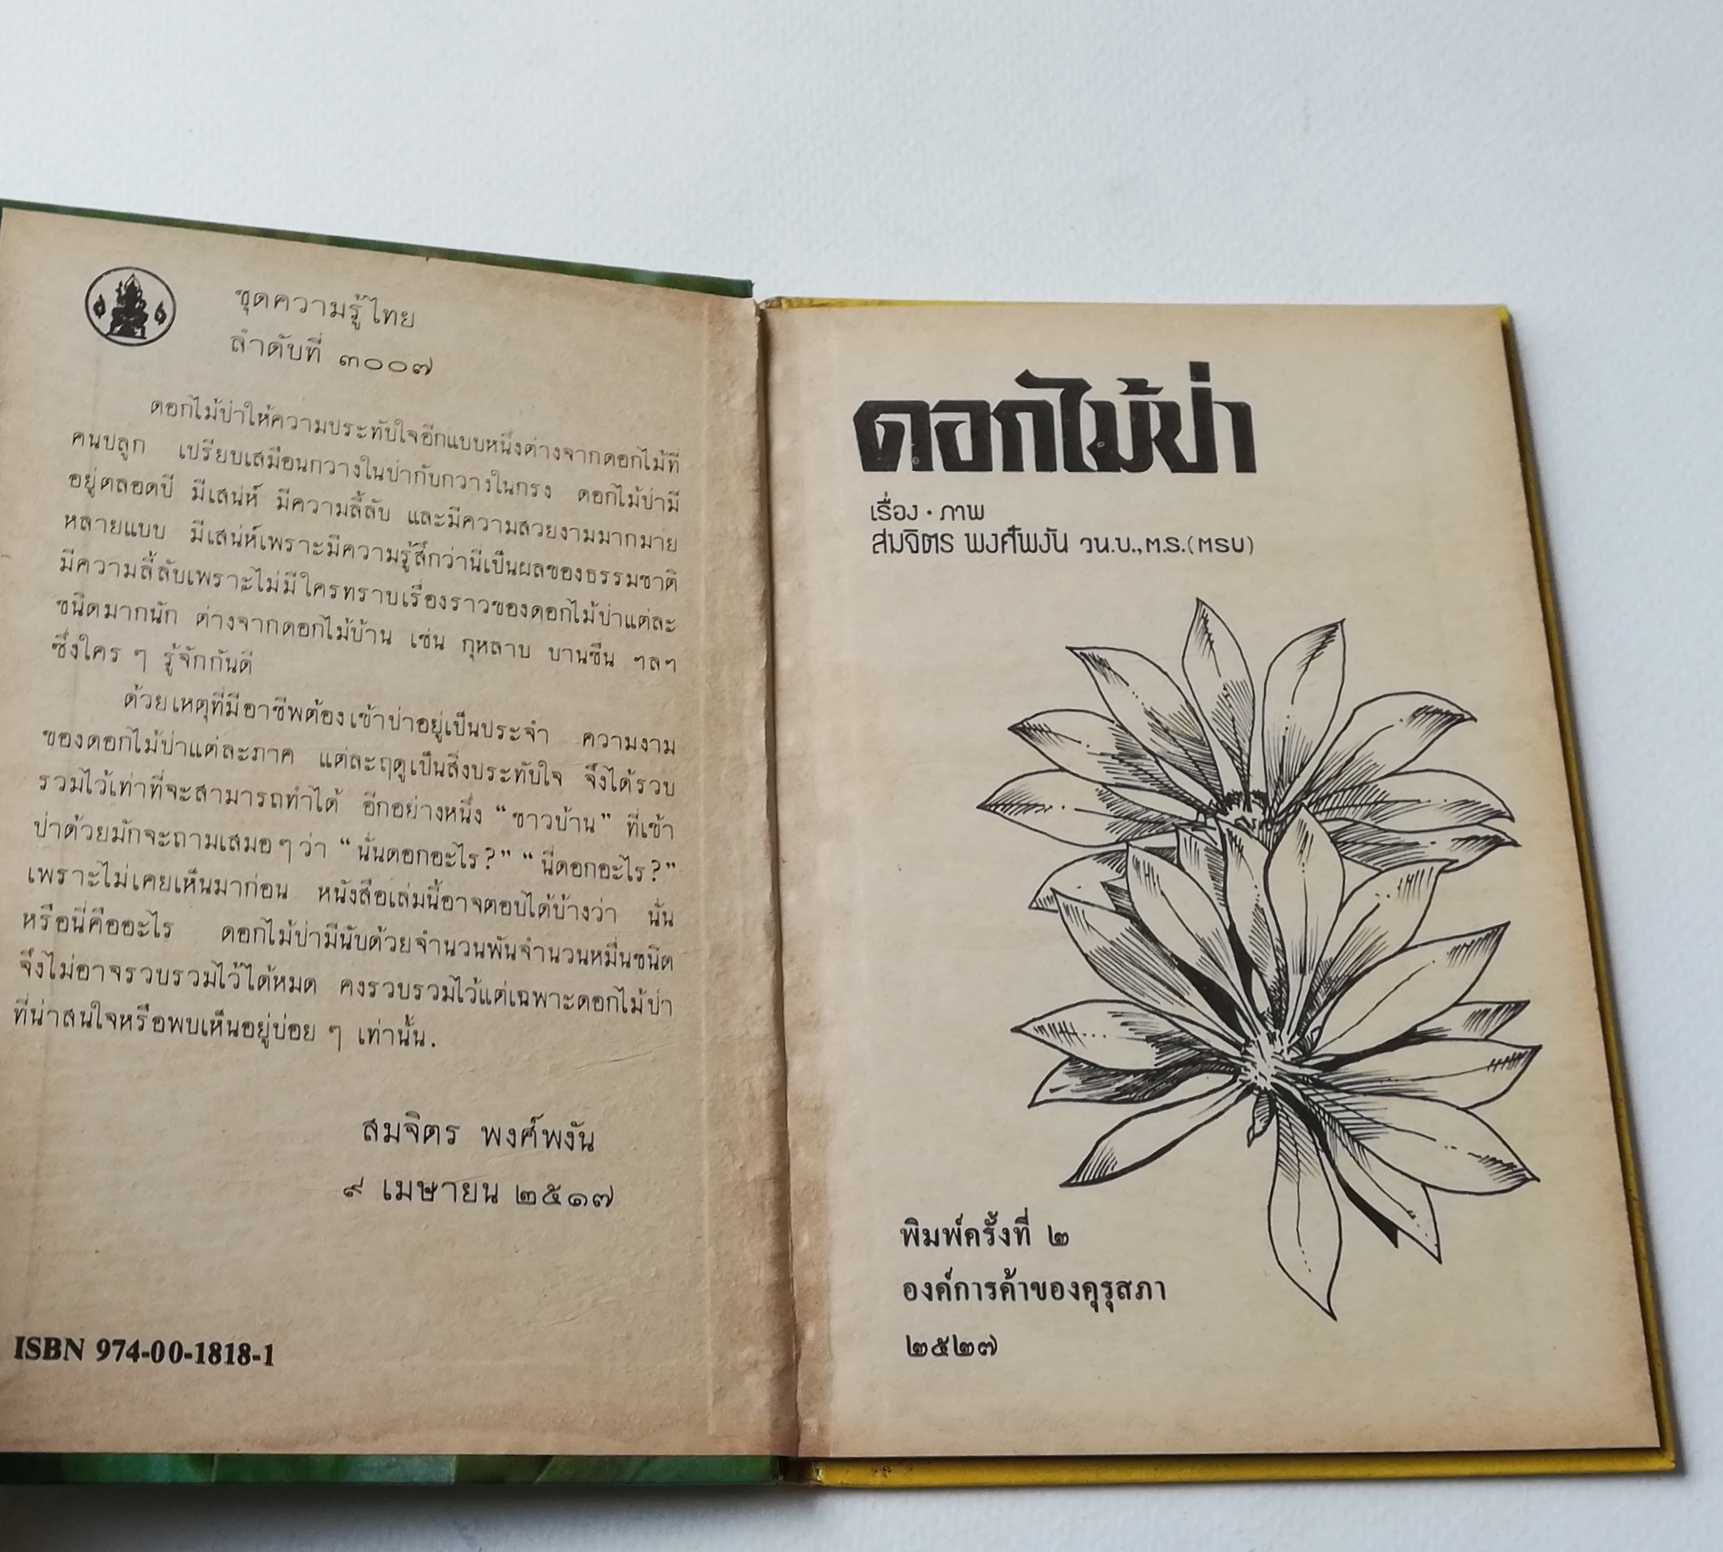 ชุดความรู้ไทย
ลำดับที่ ๓๐๐๗
ดอกไม้ป่าให้ความประทับใจอีกแบบหนึ่งต่างจากดอกไม้ที่
คนปลูก เปรียบเสมือนกวางในป่ากับกวางในกรง ดอกไม้ป่ามี
อยู่ตลอดปี มีเสน่ห์ มีความลี้ลับ และมีความสวยงามมากมาย
หลายแบบ มีเสน่ห์เพราะมีความรู้สึกว่านี่เป็นผลของธรรมชาติ
มีความลี้ลับเพราะไม่มีใครทราบเรื่องราวของดอกไม้ป่าแต่ละ
ชนิดมากนัก ต่างจากดอกไม้บ้าน เช่น กุหลาบ บานชื่น ฯลฯ
ซึ่งใคร ๆ รู้จักกันดี
ด้วยเหตุที่มีอาชีพต้องเข้าป่าอยู่เป็นประจำ ความงาม
ของดอกไม้ป่าแต่ละภาค แต่ละฤดูเป็นสิ่งประทับใจ จึงได้รวบ
รวมไว้เท่าที่จะสามารถทำได้ อีกอย่างหนึ่ง “ชาวบ้าน” ที่เข้า
ป่าด้วยมักจะถามเสมอ ๆ ว่า “นั่นดอกอะไร?” “นี่ดอกอะไร?”
เพราะไม่เคยเห็นมาก่อน หนังสือเล่มนี้อาจตอบได้บ้างว่า นั่น
หรือนี่คืออะไร ดอกไม้ป่ามีนับด้วยจำนวนพันจำนวนหมื่นชนิด
จึงไม่อาจรวบรวมไว้ได้หมด คงรวบรวมไว้แต่เฉพาะดอกไม้ป่า
ที่น่าสนใจหรือพบเห็นอยู่บ่อย ๆ เท่านั้น.
สมจิตร พงศ์พงัน
๙ เมษายน ๒๕๑๗
ISBN 974-00-1818-1
ดอกไม้ป่า
เรื่อง · ภาพ
สมจิตร พงศ์พงัน วน.บ.,M.S.(MSU)
พิมพ์ครั้งที่ ๒
องค์การค้าของคุรุสภา
๒๕๒๗